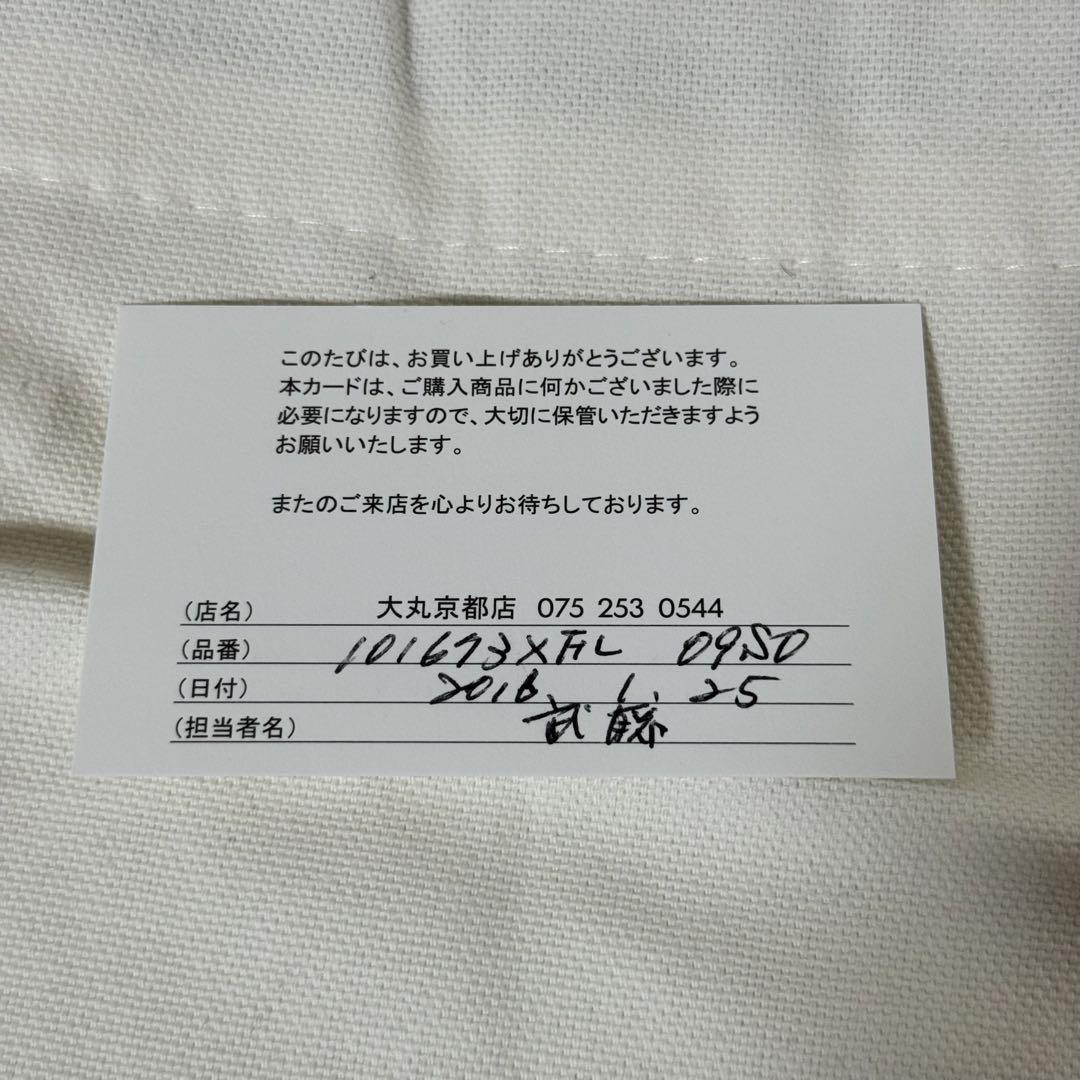 このたびは、お買い上げありがとうございます。
本カードは、ご購入商品に何かございました際に
必要になりますので、大切に保管いただきますよう
お願いいたします。
またのご来店を心よりお待ちしております。
(店名) 大丸京都店 075 253 0544
(品番) 101673XFIL 09S0
(日付) 2016. 1. 25
(担当者名) 武藤